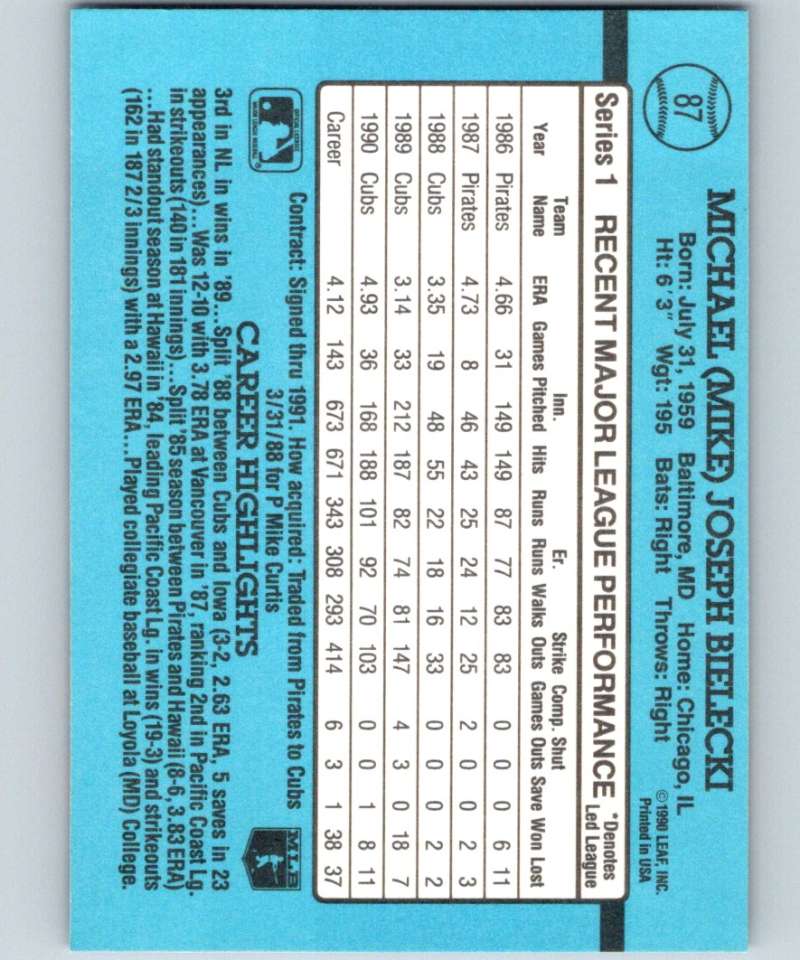 87
MICHAEL (MIKE) JOSEPH BIELECKI
Born: July 31, 1959 Baltimore, MD Home: Chicago, IL
Ht: 6'3" Wgt: 195 Bats: Right Throws: Right
©1990 LEAF, INC.
Printed in USA
Series 1 RECENT MAJOR LEAGUE PERFORMANCE *Denotes Led League
Year Team Name ERA Games Inn. Pitched Hits Runs Er. Runs Walks Strike Outs Comp. Games Shut Outs Save Won Lost
1986 Pirates 4.66 31 149 149 87 77 83 83 0 0 0 6 11
1987 Pirates 4.73 8 46 43 25 24 12 25 2 0 0 2 3
1988 Cubs 3.35 19 48 55 22 18 16 33 0 0 0 2 2
1989 Cubs 3.14 33 212 187 82 74 81 147 4 3 0 18 7
1990 Cubs 4.93 36 168 188 101 92 70 103 0 0 1 8 11
Career 4.12 143 673 671 343 308 293 414 6 3 1 38 37
Contract: Signed thru 1991. How acquired: Traded from Pirates to Cubs
3/31/88 for P Mike Curtis
MLB
CAREER HIGHLIGHTS
3rd in NL in wins in '89...Split '88 between Cubs and Iowa (3-2, 2.63 ERA, 5 saves in 23
appearances)...Was 12-10 with 3.78 ERA at Vancouver in '87, ranking 2nd in Pacific Coast Lg.
in strikeouts (140 in 181 innings)...Split '85 season between Pirates and Hawaii (8-6, 3.83 ERA)
...Had standout season at Hawaii in '84, leading Pacific Coast Lg. in wins (19-3) and strikeouts
(162 in 187 2/3 innings) with a 2.97 ERA...Played collegiate baseball at Loyola (MD) College.